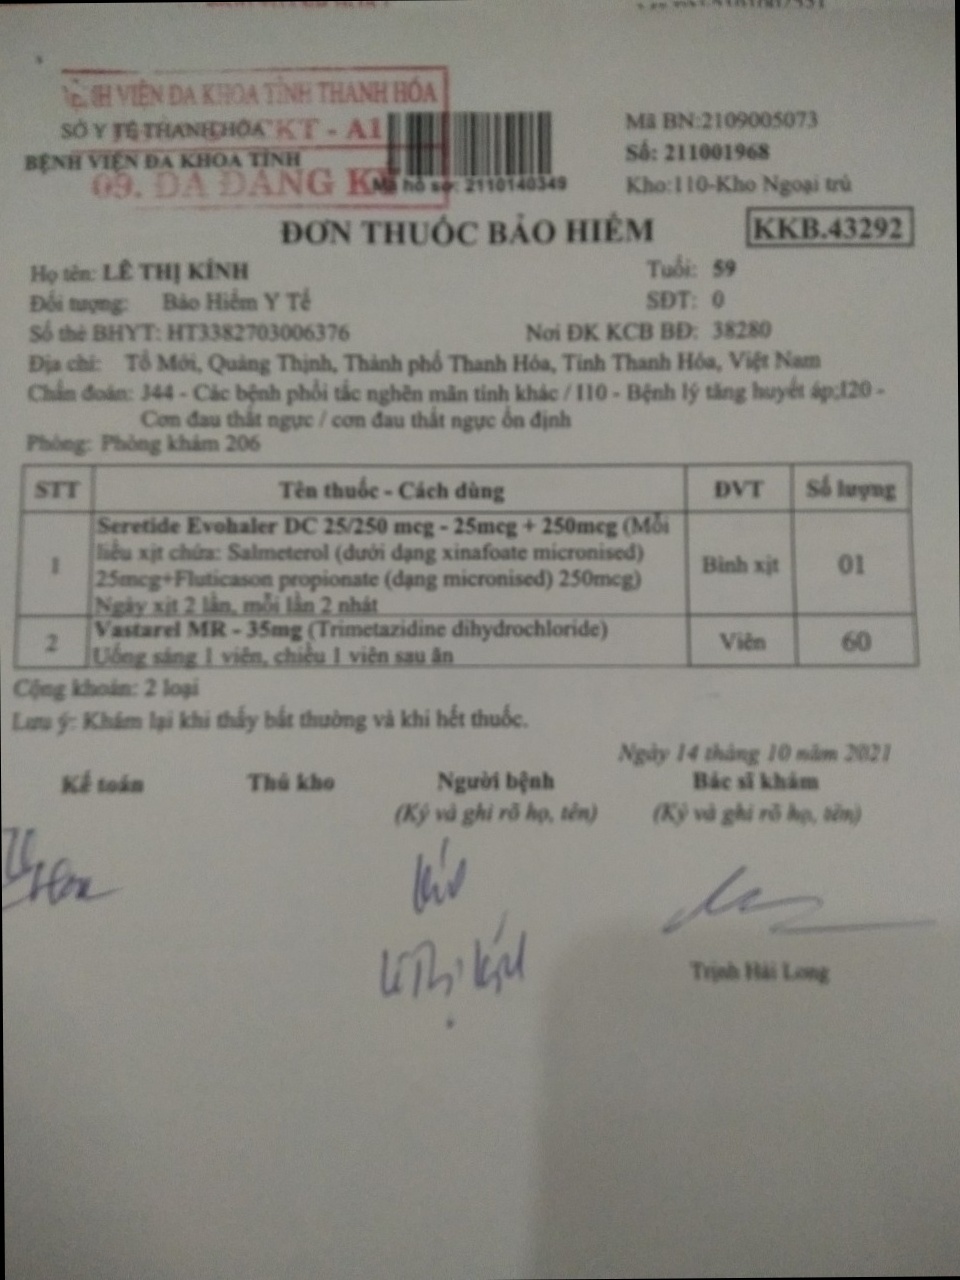 BỆNH VIỆN ĐA KHOA TỈNH THANH HÓA
KT - A1
09. ĐÃ ĐĂNG KÝ
SỞ Y TẾ THANH HÓA
BỆNH VIỆN ĐA KHOA TỈNH
Mã hồ sơ: 2110140349
Mã BN:2109005073
Số: 211001968
Kho:110-Kho Ngoại trú
ĐƠN THUỐC BẢO HIỂM
KKB.43292
Họ tên: LÊ THỊ KÍNH
Tuổi: 59
Đối tượng: Bảo Hiểm Y Tế
SĐT: 0
Số thẻ BHYT: HT3382703006376
Nơi ĐK KCB BĐ: 38280
Địa chỉ: Tổ Mới, Quảng Thịnh, Thành phố Thanh Hóa, Tỉnh Thanh Hóa, Việt Nam
Chẩn đoán: J44 - Các bệnh phổi tắc nghẽn mãn tính khác / I10 - Bệnh lý tăng huyết áp;I20 -
Cơn đau thắt ngực / cơn đau thắt ngực ổn định
Phòng: Phòng khám 206
STT Tên thuốc - Cách dùng ĐVT Số lượng
1 Seretide Evohaler DC 25/250 mcg - 25mcg + 250mcg (Mỗi
liều xịt chứa: Salmeterol (dưới dạng xinafoate micronised)
25mcg+Fluticason propionate (dạng micronised) 250mcg) Bình xịt 01
Ngày xịt 2 lần, mỗi lần 2 nhát
2 Vastarel MR - 35mg (Trimetazidine dihydrochloride) Viên 60
Uống sáng 1 viên, chiều 1 viên sau ăn
Cộng khoản: 2 loại
Lưu ý: Khám lại khi thấy bất thường và khi hết thuốc.
Ngày 14 tháng 10 năm 2021
Kế toán Thủ kho Người bệnh Bác sĩ khám
(Ký và ghi rõ họ, tên) (Ký và ghi rõ họ, tên)
Lê Thị Kính
Trịnh Hải Long